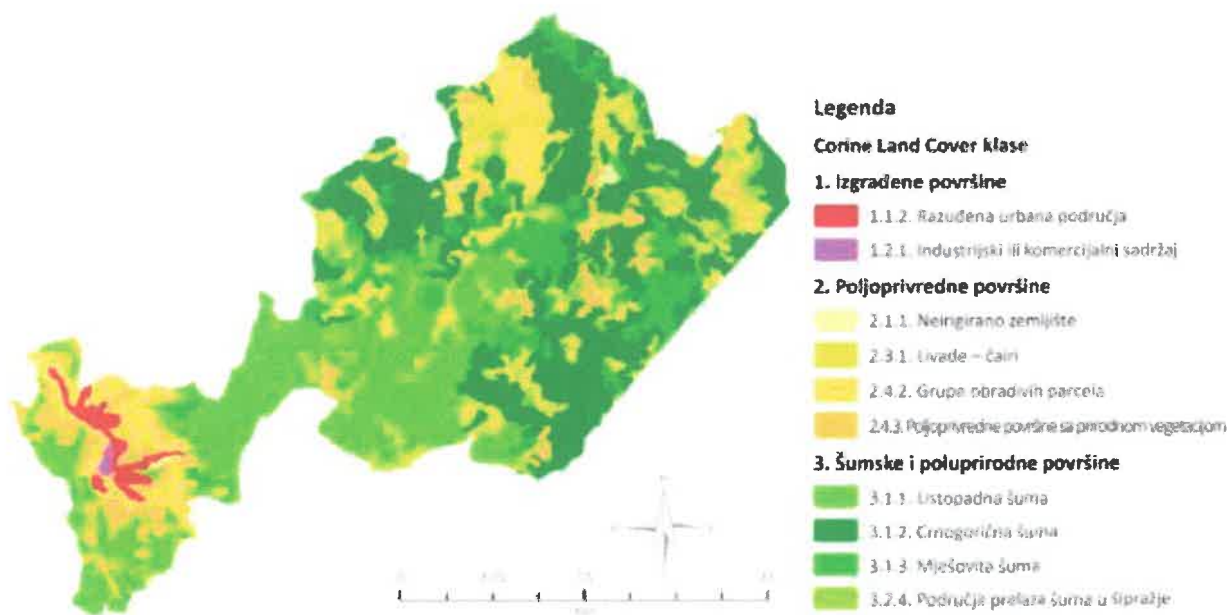 Legenda
Corine Land Cover klase
1. Izgrađene površine
1.1.2. Razuđena urbana područja
1.2.1. Industrijski ili komercijalni sadržaj
2. Poljoprivredne površine
2.1.1. Neirigirano zemljište
2.3.1. Livade – čairi
2.4.2. Grupa obradivih parcela
2.4.3. Poljoprivredne površine sa prirodnom vegetacijom
3. Šumske i poluprirodne površine
3.1.1. Listopadna šuma
3.1.2. Crnogorična šuma
3.1.3. Mješovita šuma
3.2.4. Područja prelaza šuma u šipražje